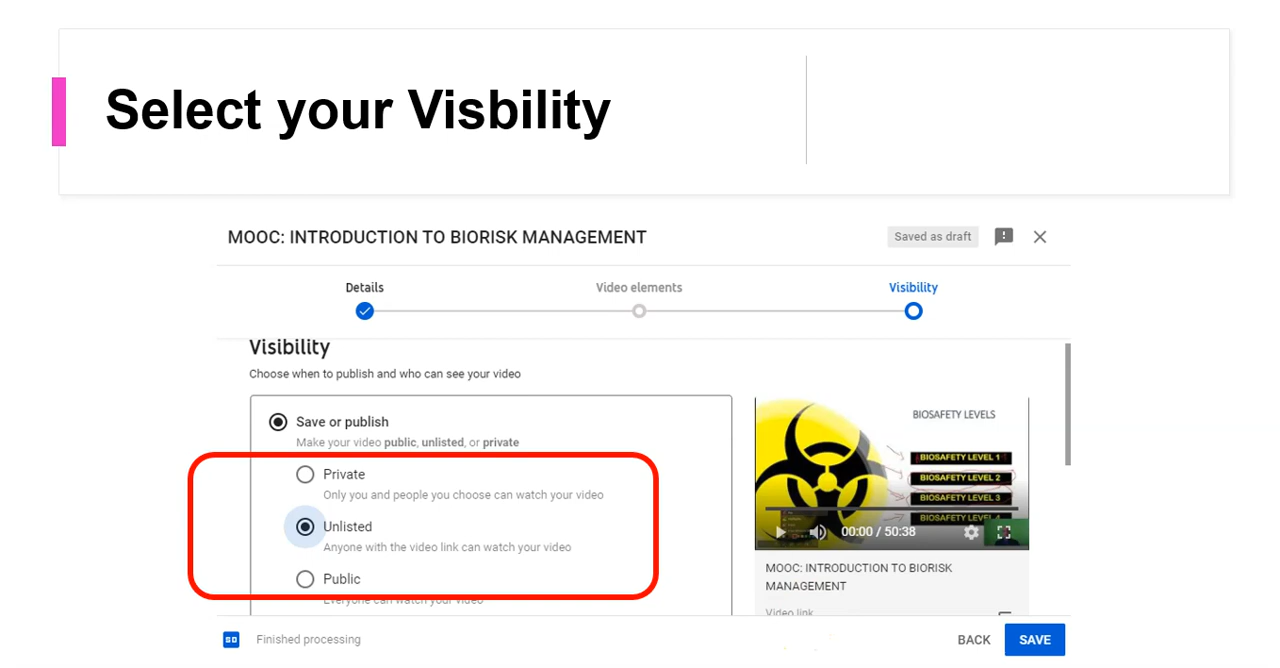 Select your Visbility
MOOC: INTRODUCTION TO BIORISK MANAGEMENT
Saved as draft
Details
Video elements
Visibility
Visibility
Choose when to publish and who can see your video
Save or publish
Make your video public, unlisted, or private
Private
Only you and people you choose can watch your video
Unlisted
Anyone with the video link can watch your video
Public
Everyone can watch your video
BIOSAFETY LEVELS
BIOSAFETY LEVEL 1
BIOSAFETY LEVEL 2
BIOSAFETY LEVEL 3
BIOSAFETY LEVEL 4
00:00 / 50:38
MOOC: INTRODUCTION TO BIORISK
MANAGEMENT
Video link
SD
Finished processing
BACK
SAVE